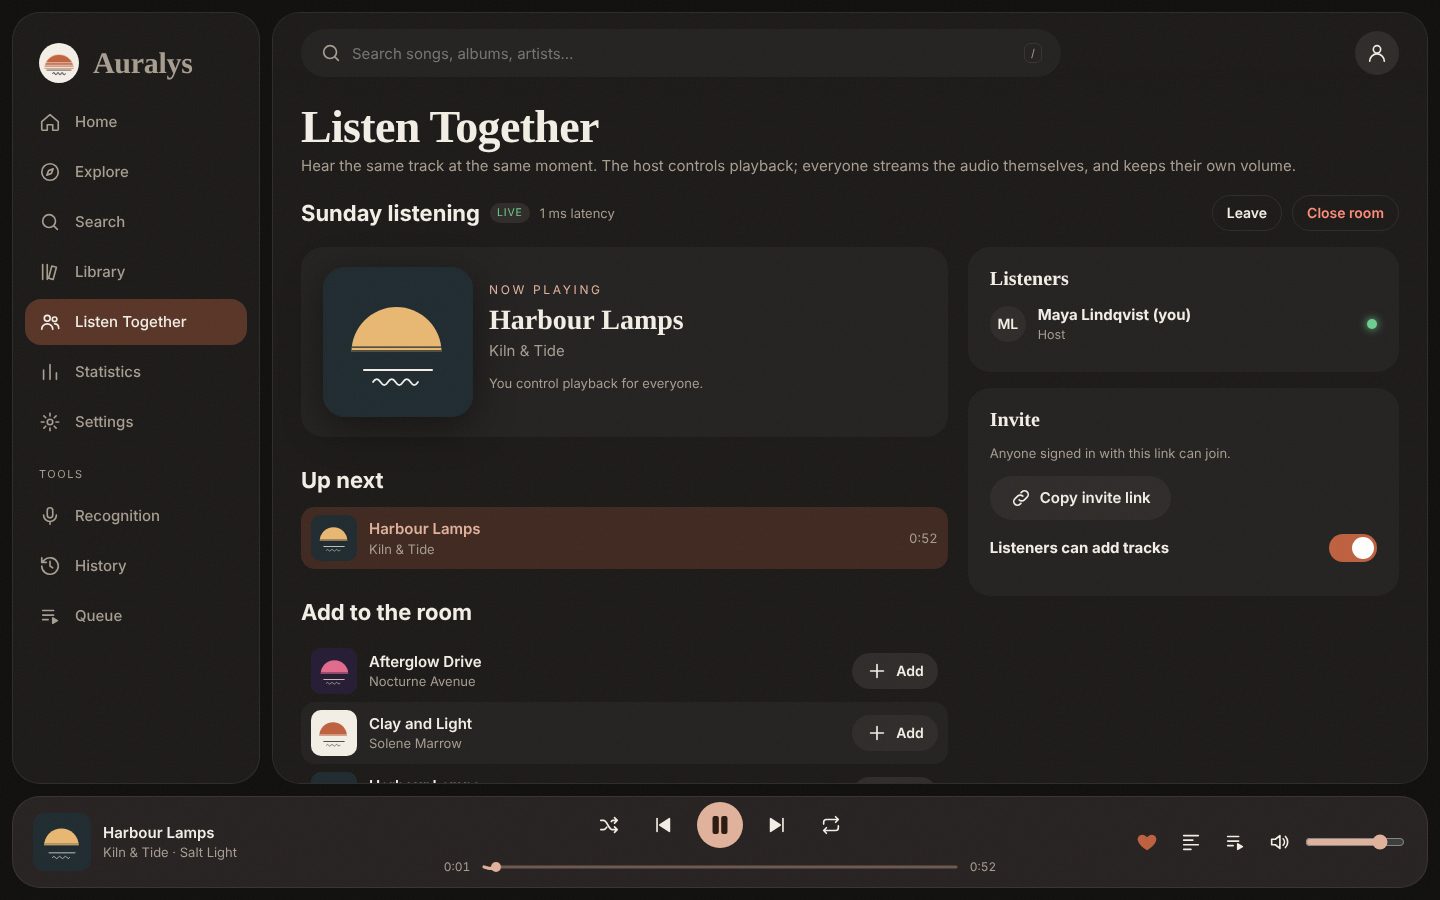 Auralys
Home
Explore
Search
Library
Listen Together
Statistics
Settings
TOOLS
Recognition
History
Queue
Search songs, albums, artists...
/
Listen Together
Hear the same track at the same moment. The host controls playback; everyone streams the audio themselves, and keeps their own volume.
Sunday listening LIVE 1 ms latency
Leave
Close room
NOW PLAYING
Harbour Lamps
Kiln & Tide
You control playback for everyone.
Up next
Harbour Lamps
Kiln & Tide
0:52
Add to the room
Afterglow Drive
Nocturne Avenue
Add
Clay and Light
Solene Marrow
Add
Listeners
ML
Maya Lindqvist (you)
Host
Invite
Anyone signed in with this link can join.
Copy invite link
Listeners can add tracks
Harbour Lamps
Kiln & Tide · Salt Light
0:01
0:52